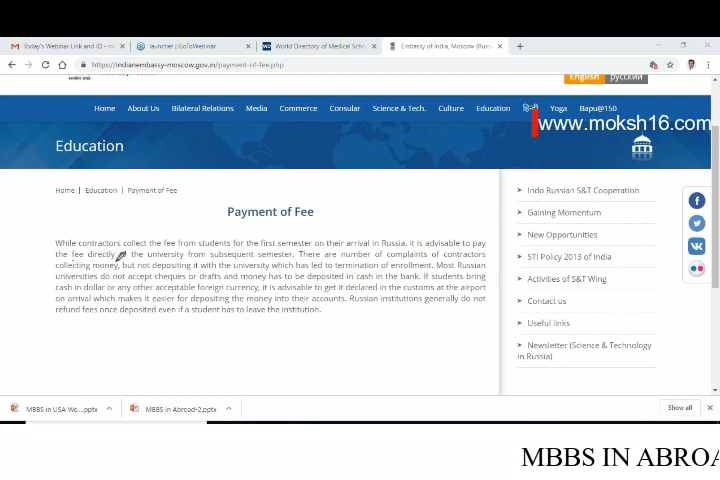 Today's Webinar Link and ID - m
launcher | GoToWebinar
World Directory of Medical Scho
Embassy of India, Moscow (Russ
https://indianembassy-moscow.gov.in/payment-of-fee.php
English русский
Home About Us Bilateral Relations Media Commerce Consular Science & Tech. Culture Education Yoga Bapu@150
www.moksh16.com
Education
Home | Education | Payment of Fee
Payment of Fee
While contractors collect the fee from students for the first semester on their arrival in Russia, it is advisable to pay
the fee directly the university from subsequent semester. There are number of complaints of contractors
collecting money, but not depositing it with the university which has led to termination of enrollment. Most Russian
universities do not accept cheques or drafts and money has to be deposited in cash in the bank. If students bring
cash in dollar or any other acceptable foreign currency, it is advisable to get it declared in the customs at the airport
on arrival which makes it easier for depositing the money into their accounts. Russian institutions generally do not
refund fees once deposited even if a student has to leave the institution.
Indo Russian S&T Cooperation
Gaining Momentum
New Opportunities
STI Policy 2013 of India
Activities of S&T Wing
Contact us
Useful links
Newsletter (Science & Technology
in Russia)
MBBS in USA We....pptx
MBBS in Abroad-2.pptx
Show all
MBBS IN ABROA